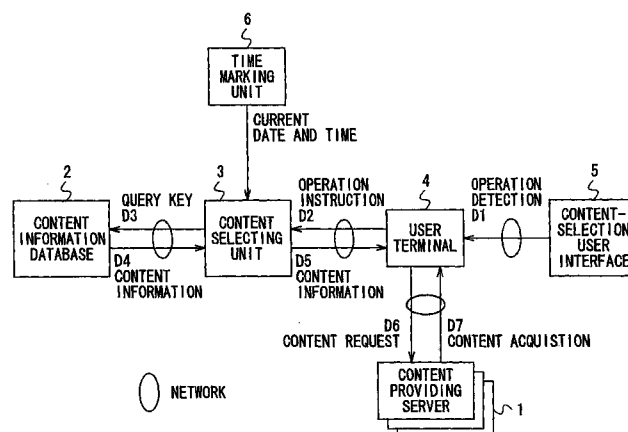 6
TIME
MARKING
UNIT
CURRENT
DATE AND TIME
2
CONTENT
INFORMATION
DATABASE
QUERY KEY
D3
D4
CONTENT
INFORMATION
3
CONTENT
SELECTING
UNIT
OPERATION
INSTRUCTION
D2
D5
CONTENT
INFORMATION
4
USER
TERMINAL
OPERATION
DETECTION
D1
5
CONTENT-
SELECTION
USER
INTERFACE
D6
CONTENT REQUEST
D7
CONTENT ACQUISTION
CONTENT
PROVIDING
SERVER
1
NETWORK